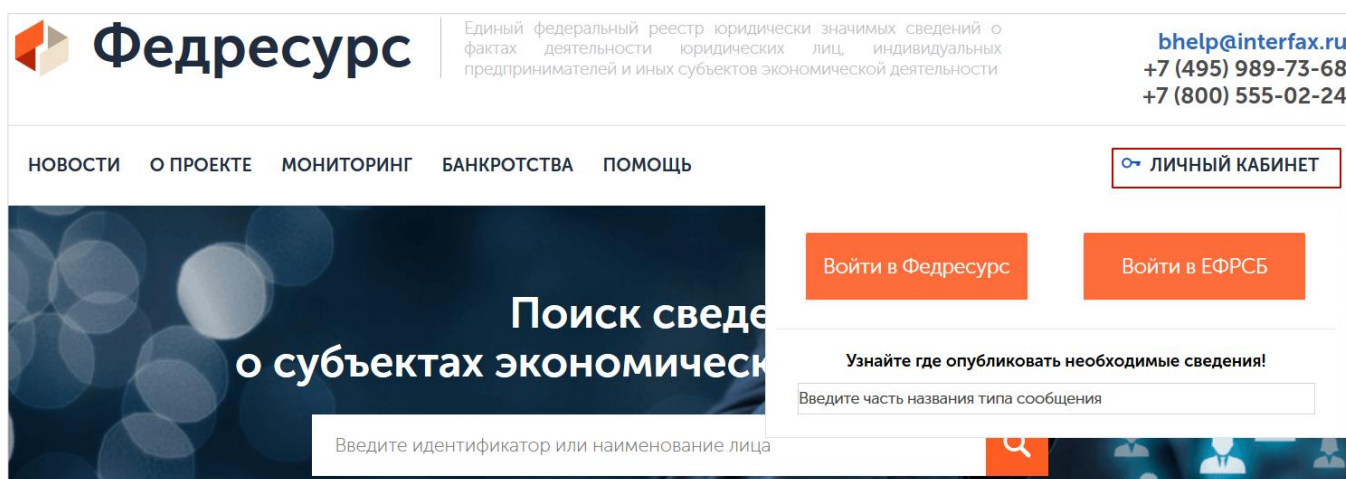 Федресурс
Единый федеральный реестр юридически значимых сведений о
фактах деятельности юридических лиц, индивидуальных
предпринимателей и иных субъектов экономической деятельности
bhelp@interfax.ru
+7 (495) 989-73-68
+7 (800) 555-02-24
НОВОСТИ О ПРОЕКТЕ МОНИТОРИНГ БАНКРОТСТВА ПОМОЩЬ
ЛИЧНЫЙ КАБИНЕТ
Войти в Федресурс
Войти в ЕФРСБ
Поиск сведе
о субъектах экономическ
Узнайте где опубликовать необходимые сведения!
Введите часть названия типа сообщения
Введите идентификатор или наименование лица